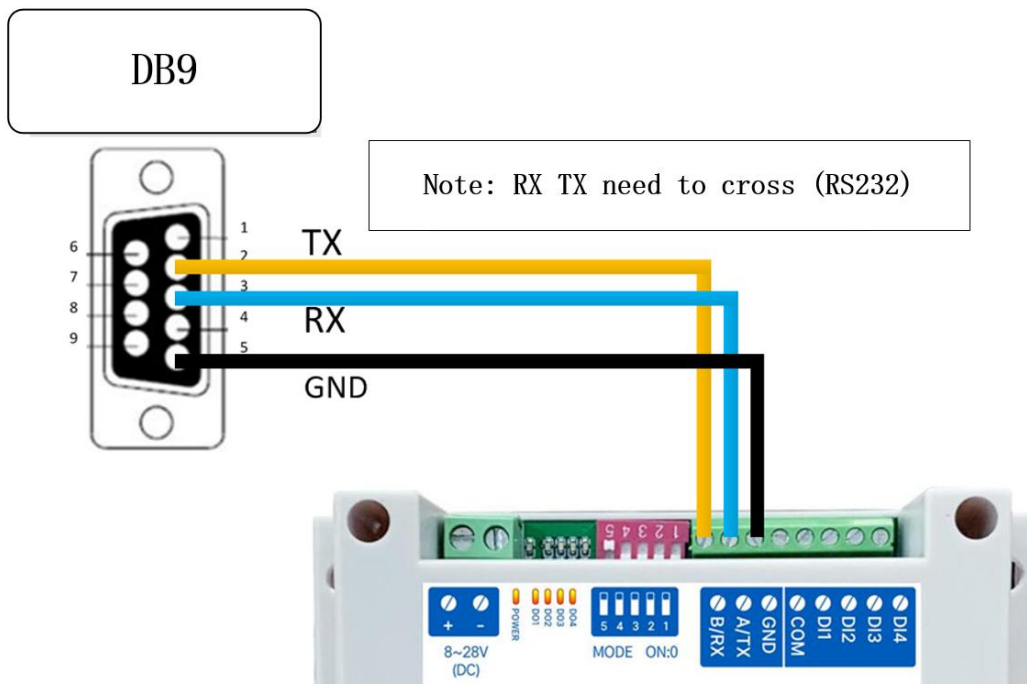 DB9
Note: RX TX need to cross (RS232)
1
6
TX
2
7
3
8
RX
4
9
5
GND
5 4 3 2 1
+ -
8~28V
(DC)
POWER
DO1
DO2
DO3
DO4
5 4 3 2 1
MODE ON:0
B/RX
A/TX
GND
COM
DI1
DI2
DI3
DI4